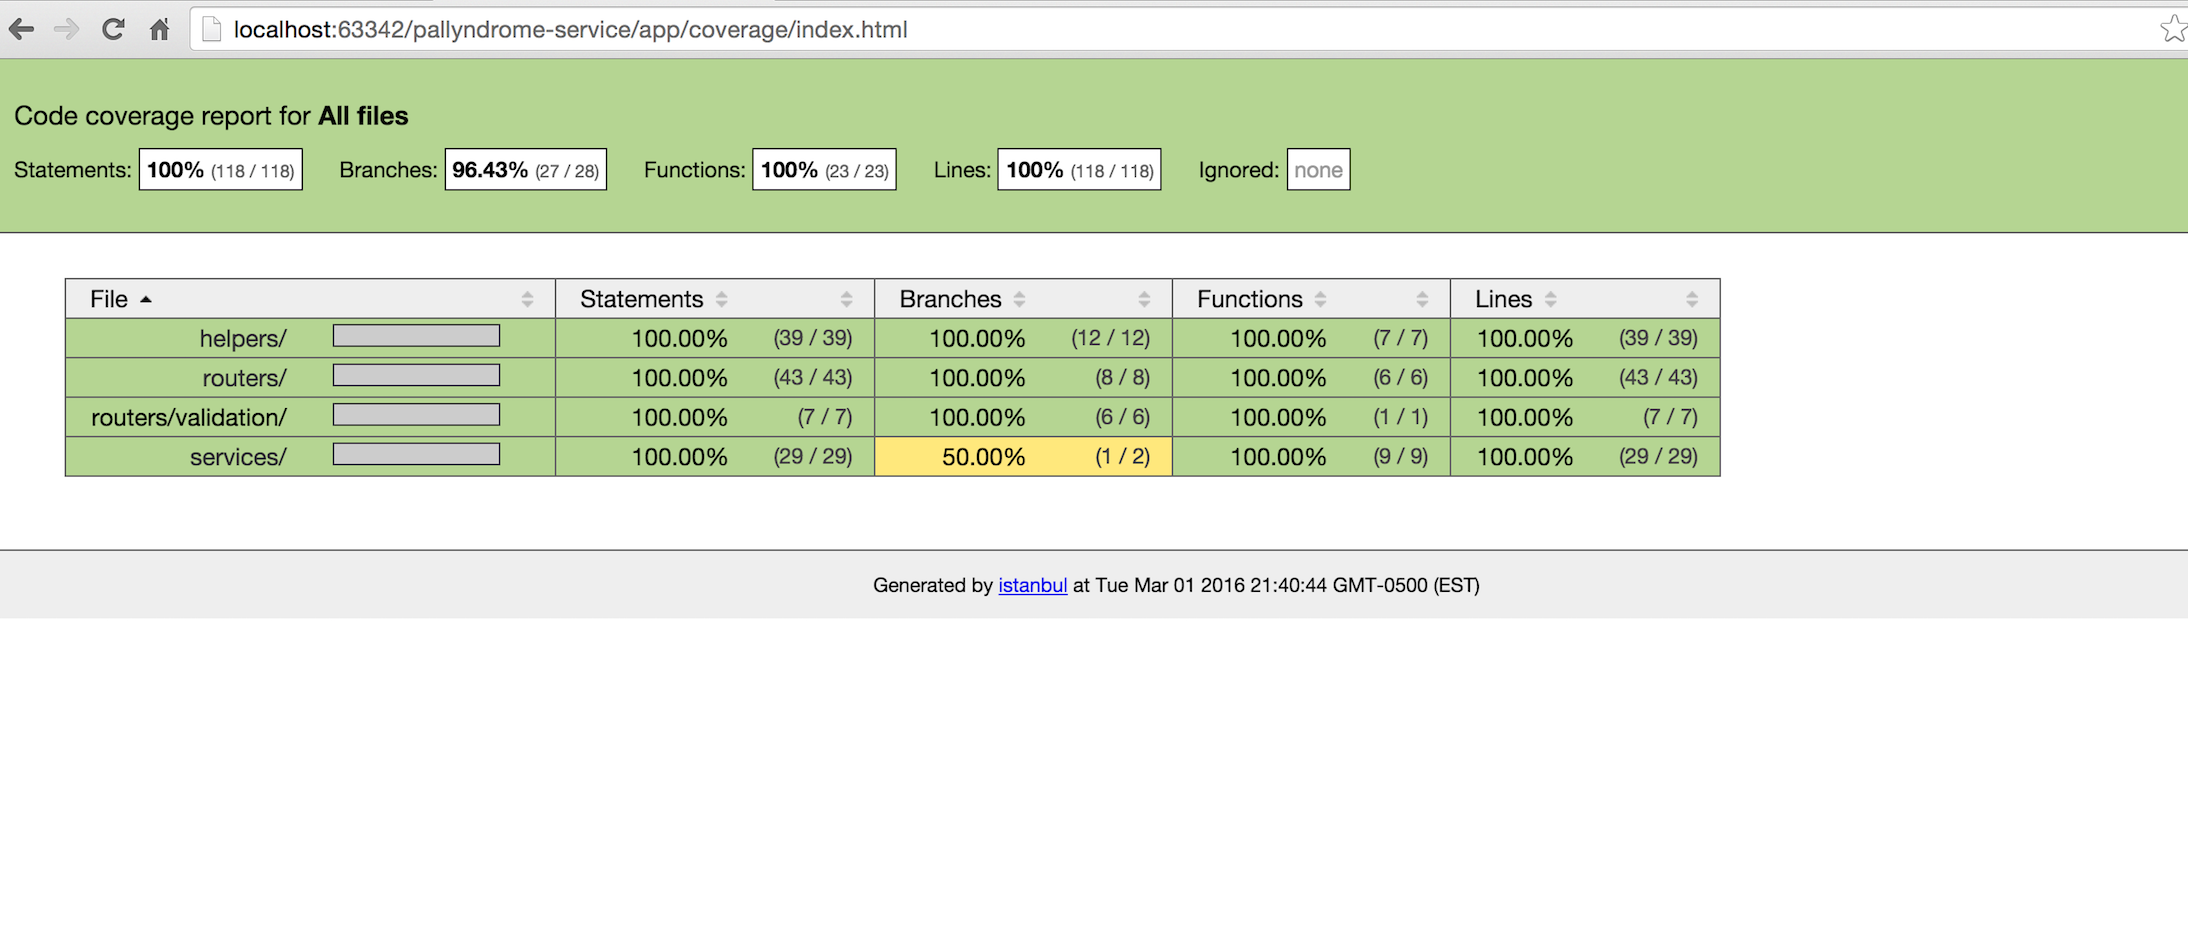 localhost:63342/pallyndrome-service/app/coverage/index.html
Code coverage report for All files
Statements: 100% (118 / 118) Branches: 96.43% (27 / 28) Functions: 100% (23 / 23) Lines: 100% (118 / 118) Ignored: none
File Statements Branches Functions Lines
helpers/ 100.00% (39 / 39) 100.00% (12 / 12) 100.00% (7 / 7) 100.00% (39 / 39)
routers/ 100.00% (43 / 43) 100.00% (8 / 8) 100.00% (6 / 6) 100.00% (43 / 43)
routers/validation/ 100.00% (7 / 7) 100.00% (6 / 6) 100.00% (1 / 1) 100.00% (7 / 7)
services/ 100.00% (29 / 29) 50.00% (1 / 2) 100.00% (9 / 9) 100.00% (29 / 29)
Generated by istanbul at Tue Mar 01 2016 21:40:44 GMT-0500 (EST)